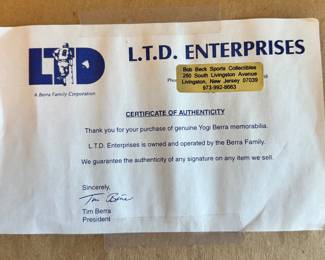 LTD
L.T.D. ENTERPRISES
A Berra Family Corporation
Bob Beck Sports Collectibles
260 South Livingston Avenue
Livingston, New Jersey 07039
973-992-8663
CERTIFICATE OF AUTHENTICITY
Thank you for your purchase of genuine Yogi Berra memorabilia.
L.T.D. Enterprises is owned and operated by the Berra Family.
We guarantee the authenticity of any signature on any item we sell.
Sincerely,
Tim Berra
Tim Berra
President